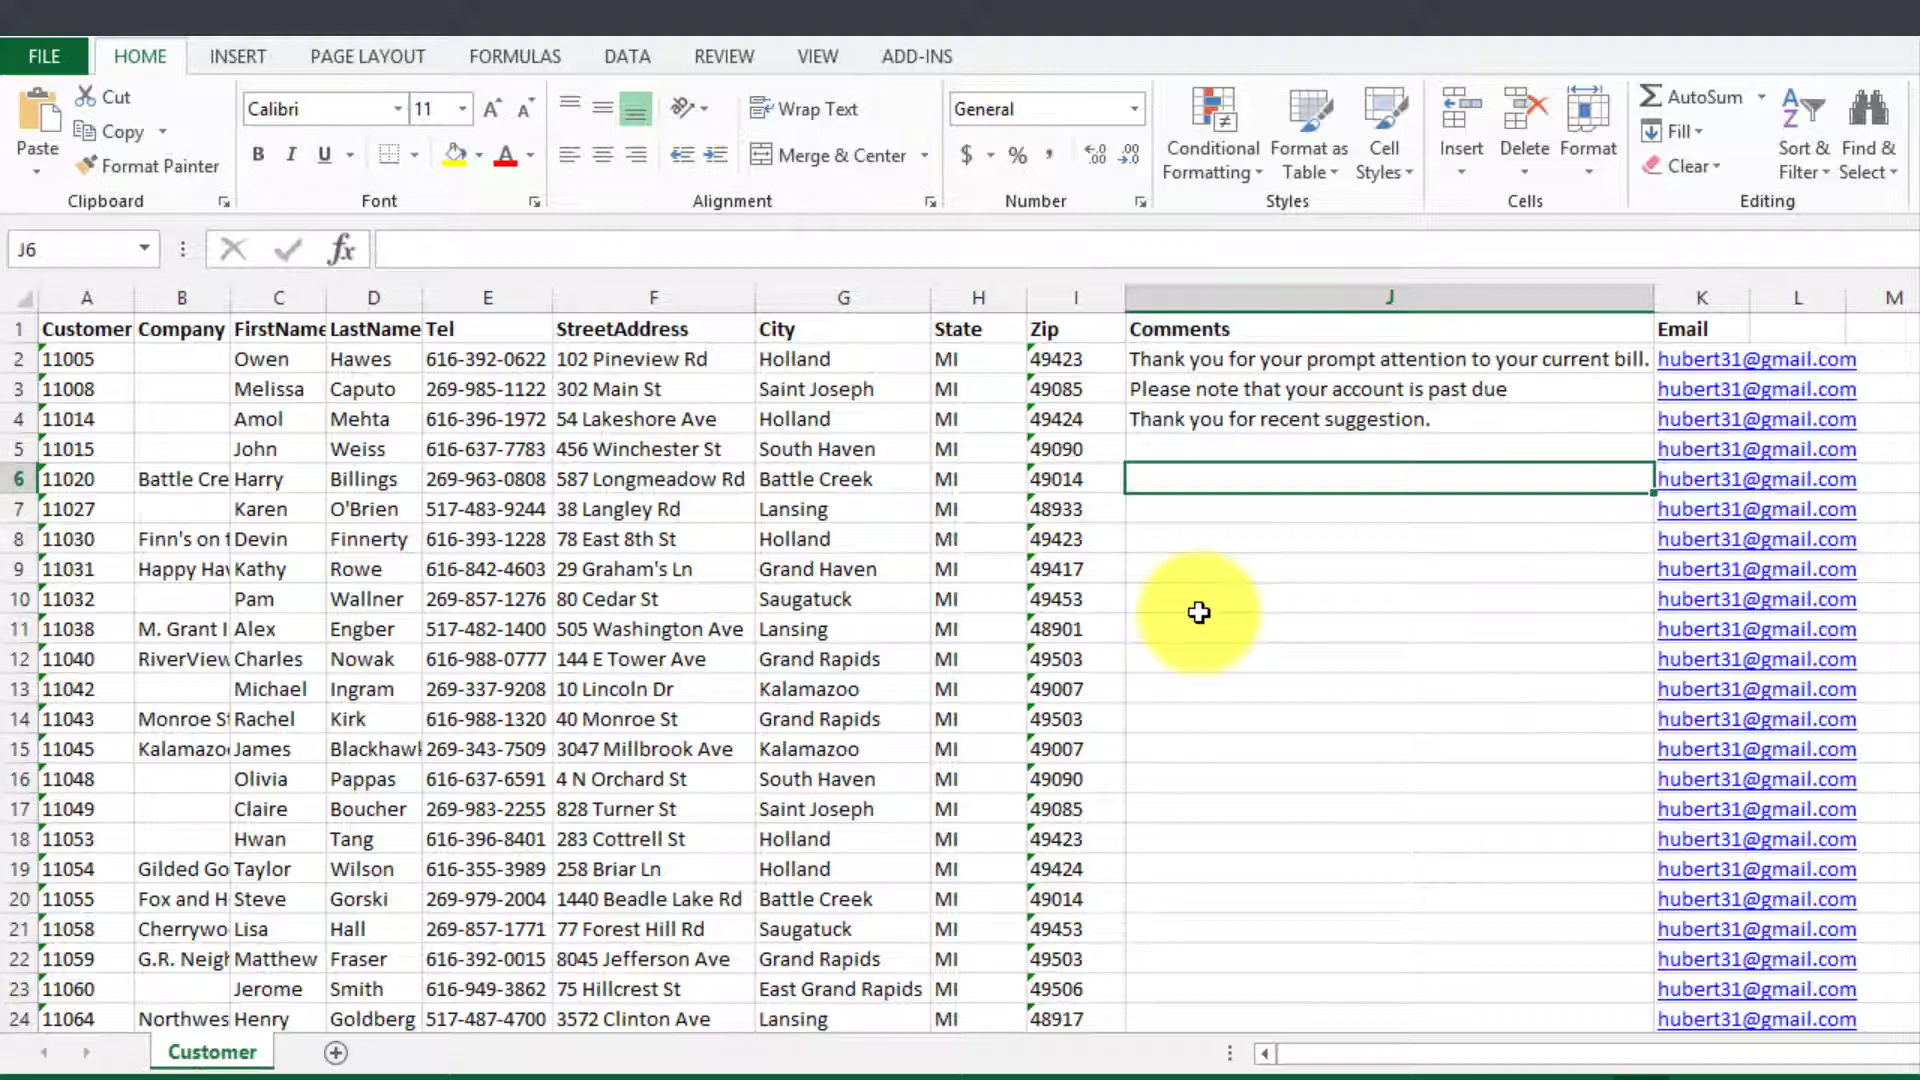 FILE HOME INSERT PAGE LAYOUT FORMULAS DATA REVIEW VIEW ADD-INS
Cut
Copy
Format Painter
Paste
Clipboard
Calibri 11
B I U A
Font
Wrap Text
Merge & Center
Alignment
General
$ % ,
Number
Conditional Formatting
Format as Table
Cell Styles
Styles
Insert
Delete
Format
Cells
AutoSum
Fill
Clear
Sort & Filter
Find & Select
Editing
J6 fx
A B C D E F G H I J K L M
1 Customer Company FirstName LastName Tel StreetAddress City State Zip Comments Email
2 11005 Owen Hawes 616-392-0622 102 Pineview Rd Holland MI 49423 Thank you for your prompt attention to your current bill. hubert31@gmail.com
3 11008 Melissa Caputo 269-985-1122 302 Main St Saint Joseph MI 49085 Please note that your account is past due hubert31@gmail.com
4 11014 Amol Mehta 616-396-1972 54 Lakeshore Ave Holland MI 49424 Thank you for recent suggestion. hubert31@gmail.com
5 11015 John Weiss 616-637-7783 456 Winchester St South Haven MI 49090 hubert31@gmail.com
6 11020 Battle Cre Harry Billings 269-963-0808 587 Longmeadow Rd Battle Creek MI 49014 hubert31@gmail.com
7 11027 Karen O'Brien 517-483-9244 38 Langley Rd Lansing MI 48933 hubert31@gmail.com
8 11030 Finn's on t Devin Finnerty 616-393-1228 78 East 8th St Holland MI 49423 hubert31@gmail.com
9 11031 Happy Hav Kathy Rowe 616-842-4603 29 Graham's Ln Grand Haven MI 49417 hubert31@gmail.com
10 11032 Pam Wallner 269-857-1276 80 Cedar St Saugatuck MI 49453 hubert31@gmail.com
11 11038 M. Grant I Alex Engber 517-482-1400 505 Washington Ave Lansing MI 48901 hubert31@gmail.com
12 11040 RiverView Charles Nowak 616-988-0777 144 E Tower Ave Grand Rapids MI 49503 hubert31@gmail.com
13 11042 Michael Ingram 269-337-9208 10 Lincoln Dr Kalamazoo MI 49007 hubert31@gmail.com
14 11043 Monroe St Rachel Kirk 616-988-1320 40 Monroe St Grand Rapids MI 49503 hubert31@gmail.com
15 11045 Kalamazoo James Blackhawk 269-343-7509 3047 Millbrook Ave Kalamazoo MI 49007 hubert31@gmail.com
16 11048 Olivia Pappas 616-637-6591 4 N Orchard St South Haven MI 49090 hubert31@gmail.com
17 11049 Claire Boucher 269-983-2255 828 Turner St Saint Joseph MI 49085 hubert31@gmail.com
18 11053 Hwan Tang 616-396-8401 283 Cottrell St Holland MI 49423 hubert31@gmail.com
19 11054 Gilded Go Taylor Wilson 616-355-3989 258 Briar Ln Holland MI 49424 hubert31@gmail.com
20 11055 Fox and H Steve Gorski 269-979-2004 1440 Beadle Lake Rd Battle Creek MI 49014 hubert31@gmail.com
21 11058 Cherrywo Lisa Hall 269-857-1771 77 Forest Hill Rd Saugatuck MI 49453 hubert31@gmail.com
22 11059 G.R. Neigh Matthew Fraser 616-392-0015 8045 Jefferson Ave Grand Rapids MI 49503 hubert31@gmail.com
23 11060 Jerome Smith 616-949-3862 75 Hillcrest St East Grand Rapids MI 49506 hubert31@gmail.com
24 11064 Northwes Henry Goldberg 517-487-4700 3572 Clinton Ave Lansing MI 48917 hubert31@gmail.com
Customer